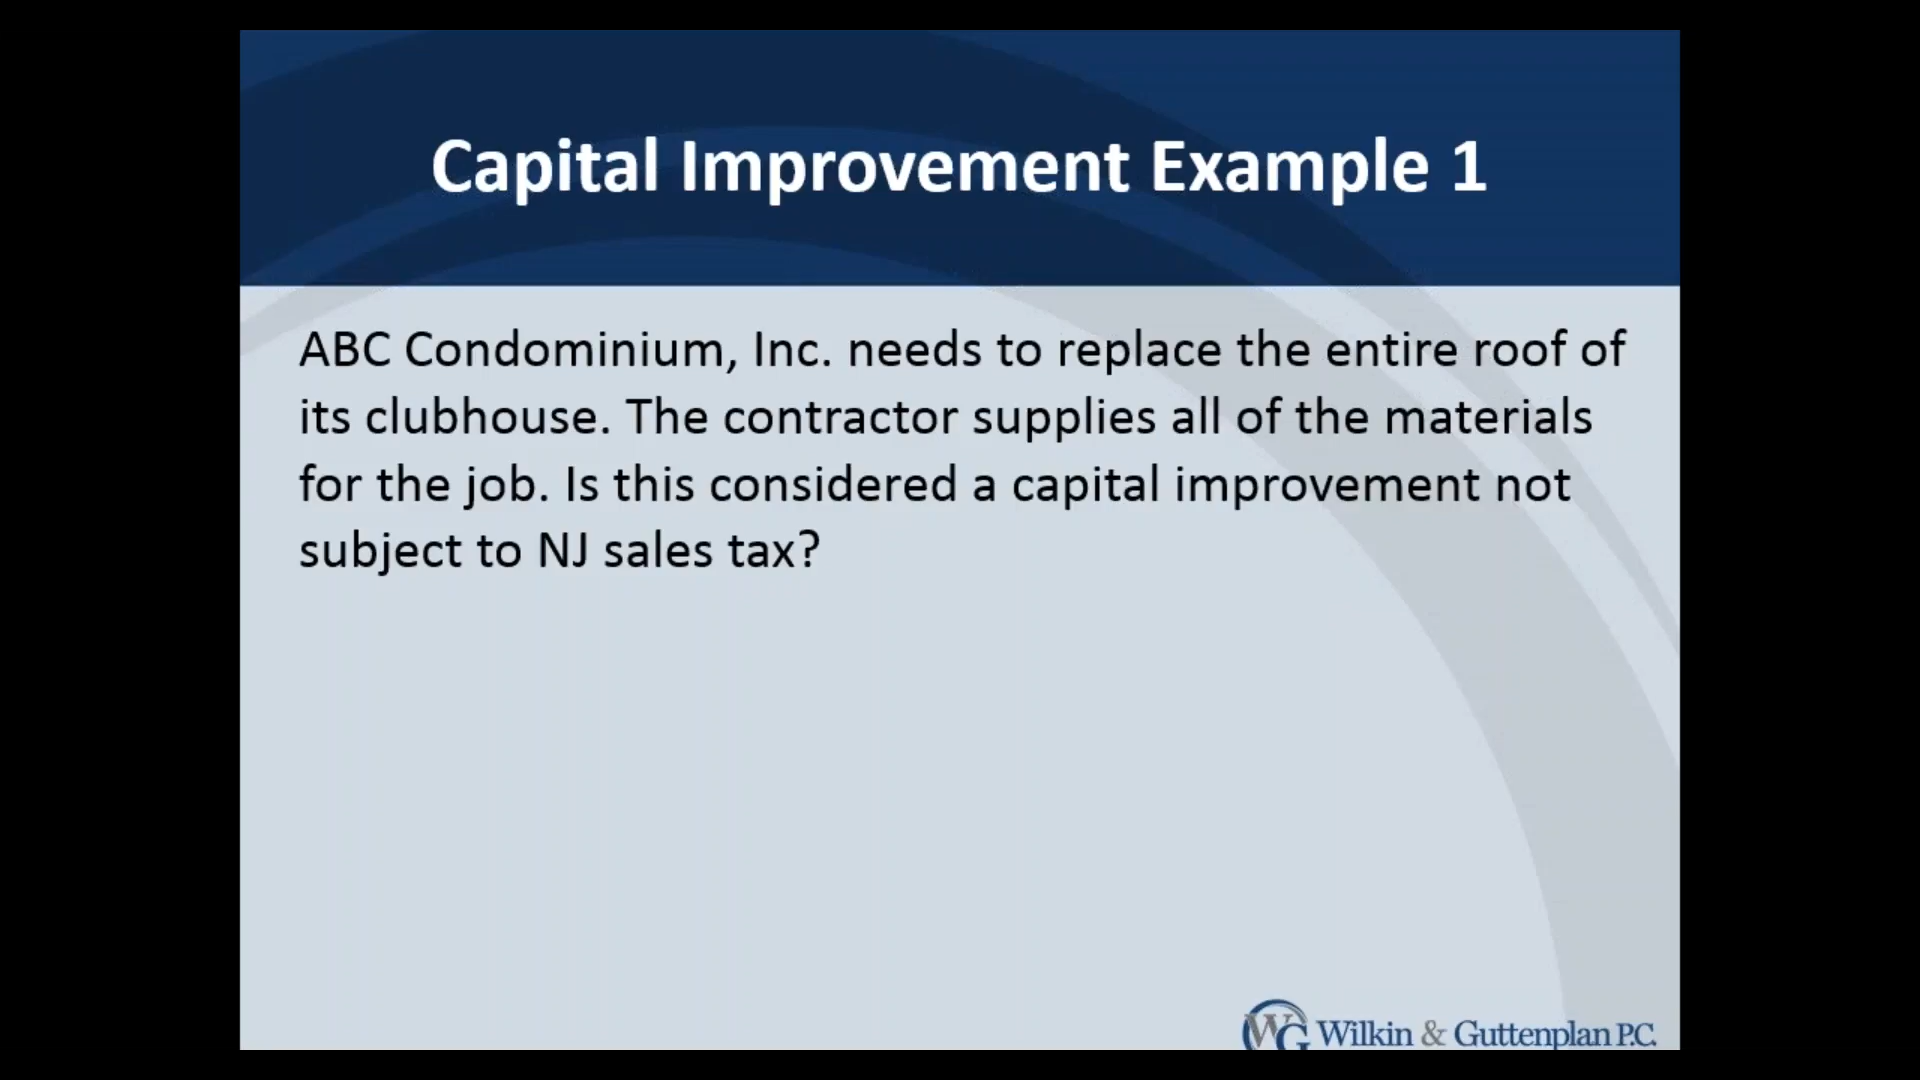 Capital Improvement Example 1
ABC Condominium, Inc. needs to replace the entire roof of
its clubhouse. The contractor supplies all of the materials
for the job. Is this considered a capital improvement not
subject to NJ sales tax?
WG Wilkin & Guttenplan P.C.